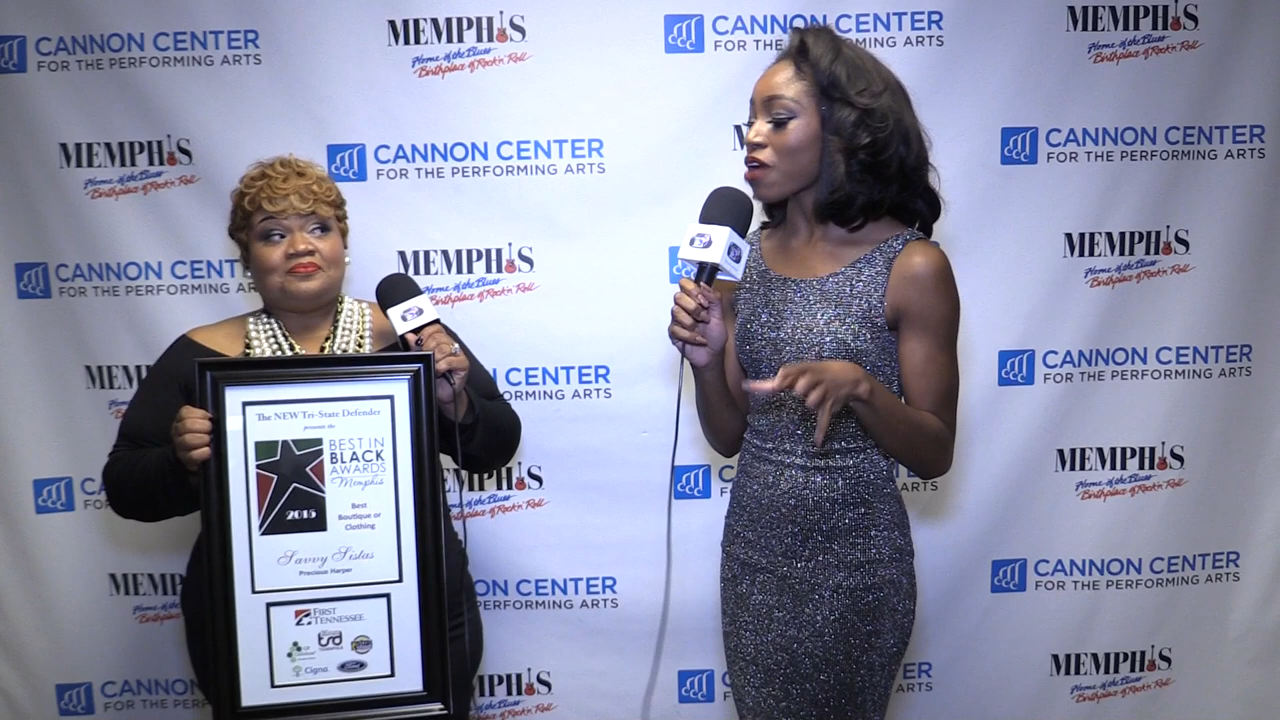 CANNON CENTER
FOR THE PERFORMING ARTS
MEMPHIS
Home of the Blues
Birthplace of Rock'n'Roll
CANNON CENTER
FOR THE PERFORMING ARTS
MEMPHIS
Home of the Blues
Birthplace of Rock'n'Roll
MEMPHIS
Home of the Blues
Birthplace of Rock'n'Roll
CANNON CENTER
FOR THE PERFORMING ARTS
CANNON CENTER
FOR THE PERFORMING ARTS
CANNON CENT
FOR THE PERFORMING
MEMPHIS
Home of the Blues
Birthplace of Rock'n'Roll
MEMPHIS
Home of the Blues
Birthplace of Rock'n'Roll
CENTER
ARTS
CANNON CENTER
FOR THE PERFORMING ARTS
MEMPHIS
Home of the Blues
Birthplace of Rock'n'Roll
ARTS
CANNON CENTER
PERFORMING ARTS
CANNON CENTER
FOR THE PERFORMING ARTS
MEMPHIS
Home of the Blues
CANNON CENTER
FOR THE PERFORMING
ARTS
MEMPHIS
Home of the Blues
Birthplace of Rock'n'Roll
The NEW Tri-State Defender
presents the
BEST IN
BLACK
AWARDS
Memphis
2015
Best
Boutique or
Clothing
Savvy Sistas
Precious Harper
FIRST
TENNESSEE
tsd
Cigna
Ford